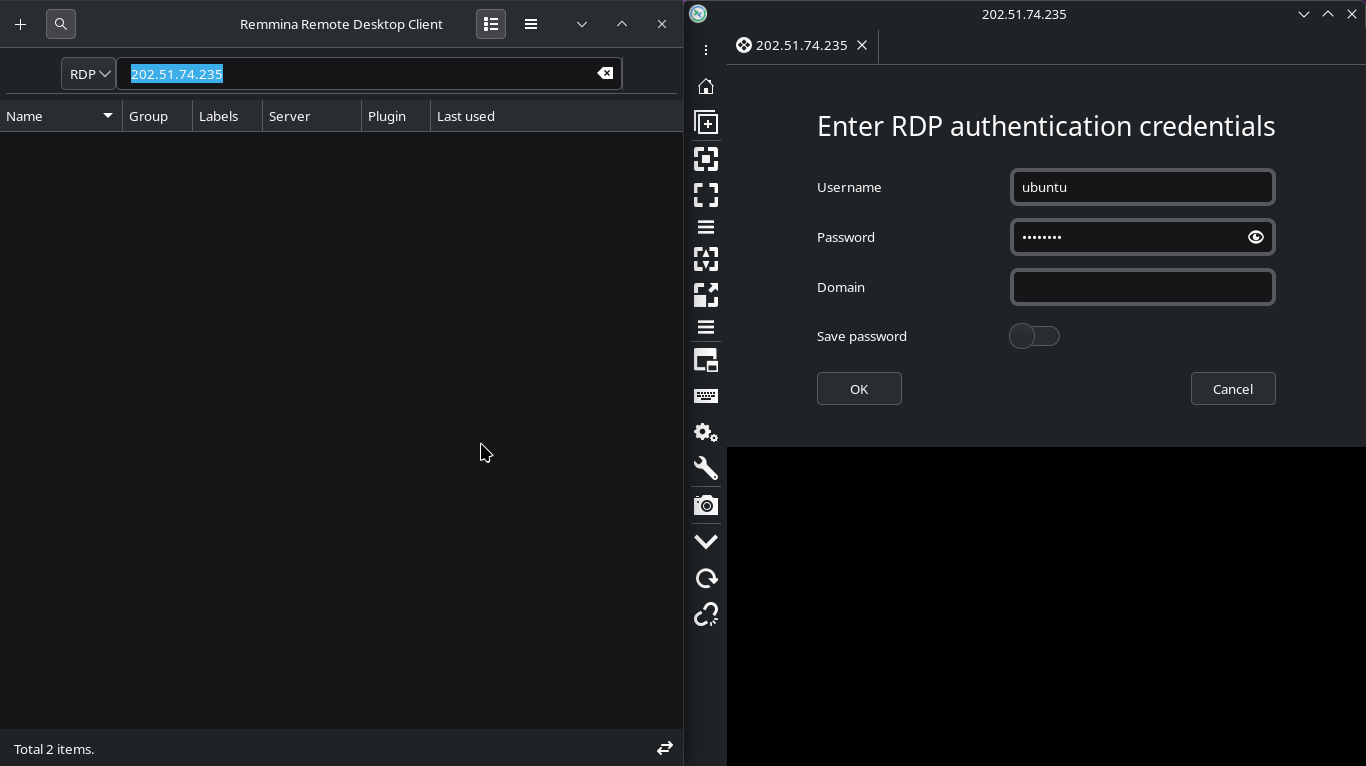 Remmina Remote Desktop Client
RDP
202.51.74.235
Name Group Labels Server Plugin Last used
Total 2 items.
202.51.74.235
202.51.74.235
Enter RDP authentication credentials
Username ubuntu
Password ••••••••
Domain
Save password
OK Cancel